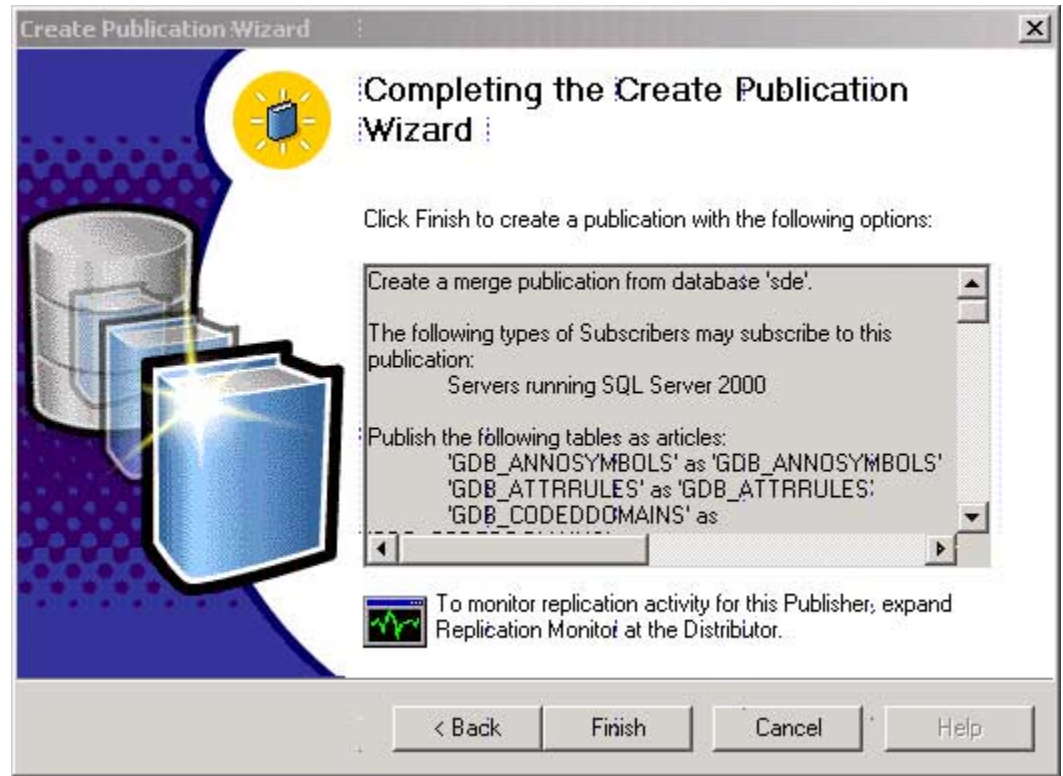 Create Publication Wizard
Completing the Create Publication
Wizard
Click Finish to create a publication with the following options:
Create a merge publication from database 'sde'.
The following types of Subscribers may subscribe to this
publication:
Servers running SQL Server 2000
Publish the following tables as articles:
'GDB_ANNOSYMBOLS' as 'GDB_ANNOSYMBOLS'
'GDB_ATTRRULES' as 'GDB_ATTRRULES'
'GDB_CODEDDOMAINS' as
To monitor replication activity for this Publisher, expand
Replication Monitor at the Distributor.
< Back
Finish
Cancel
Help